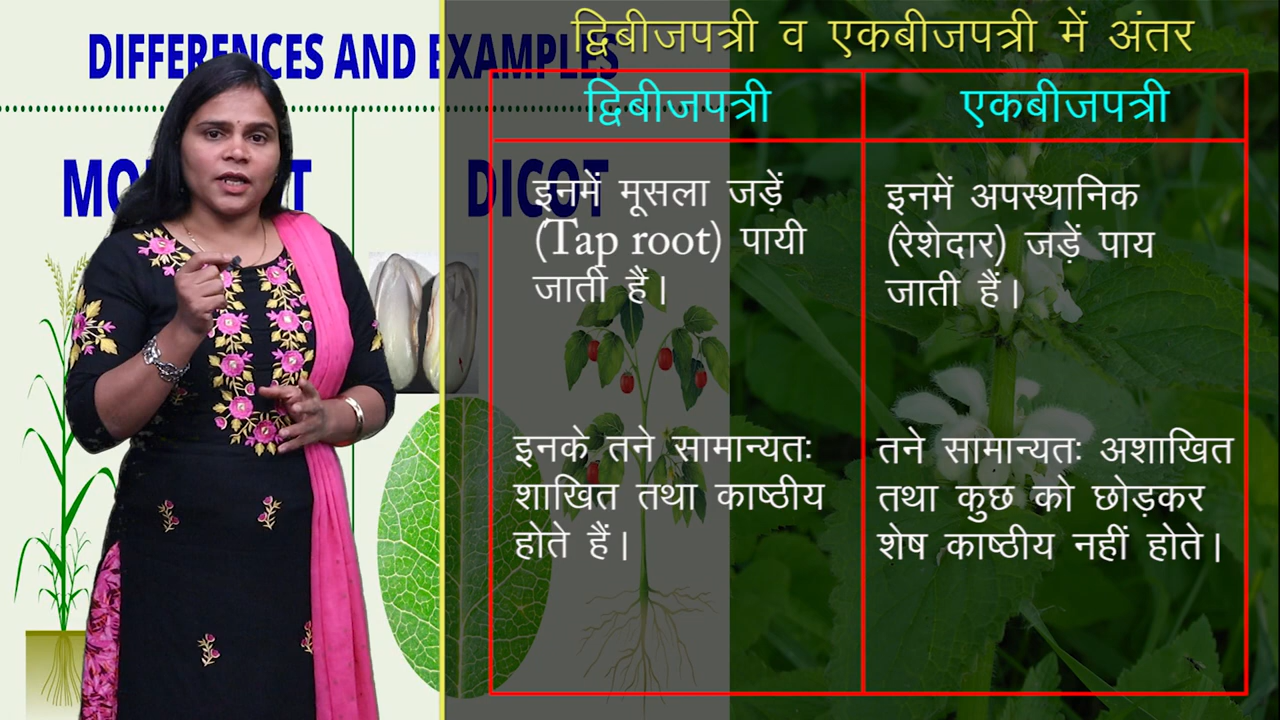 DIFFERENCES AND EXAMPLES
DICOT
द्विबीजपत्री व एकबीजपत्री में अंतर
द्विबीजपत्री
एकबीजपत्री
इनमें मूसला जड़ें
(Tap root) पायी
जाती हैं।
इनमें अपस्थानिक
(रेशेदार) जड़ें पाय
जाती हैं।
इनके तने सामान्यतः
शाखित तथा काष्ठीय
होते हैं।
तने सामान्यतः अशाखित
तथा कुछ को छोड़कर
शेष काष्ठीय नहीं होते।